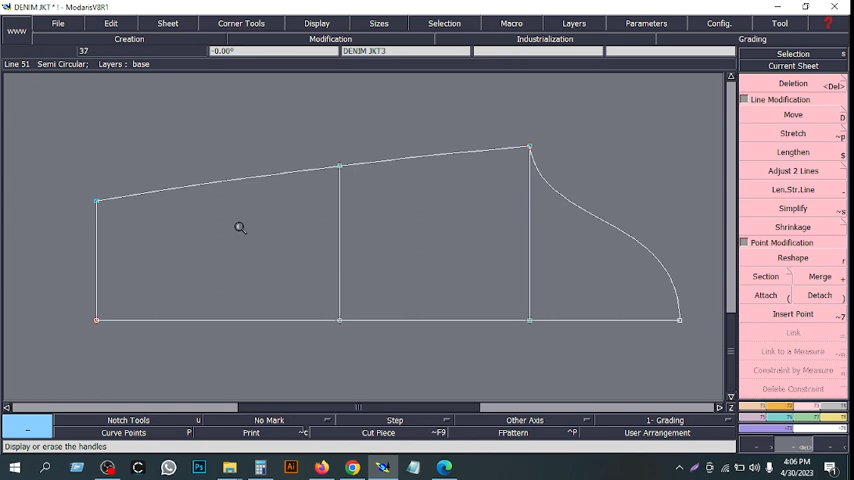 DENIM JKT * ! - ModarisV8R1
WWW
File Edit Sheet Corner Tools Display Sizes Selection Macro Layers Parameters Config. Tool ?
Creation Modification Industrialization Grading
37 -0.00° DENIM JKT3
Line 51 Semi Circular; Layers : base
Selection s
Current Sheet
Deletion <Del>
Line Modification
Move D
Stretch ~p
Lengthen $
Adjust 2 Lines
Len.Str.Line -
Simplify ~s
Shrinkage
Point Modification
Reshape r
Section Merge +
Attach ( Detach )
Insert Point ~7
Link
Link to a Measure
Constraint by Measure
Delete Constraint
Z
Notch Tools u No Mark Step Other Axis 1- Grading
Curve Points P Print ~c Cut Piece ~F9 FPattern ^P User Arrangement
Display or erase the handles
4:06 PM
4/30/2023